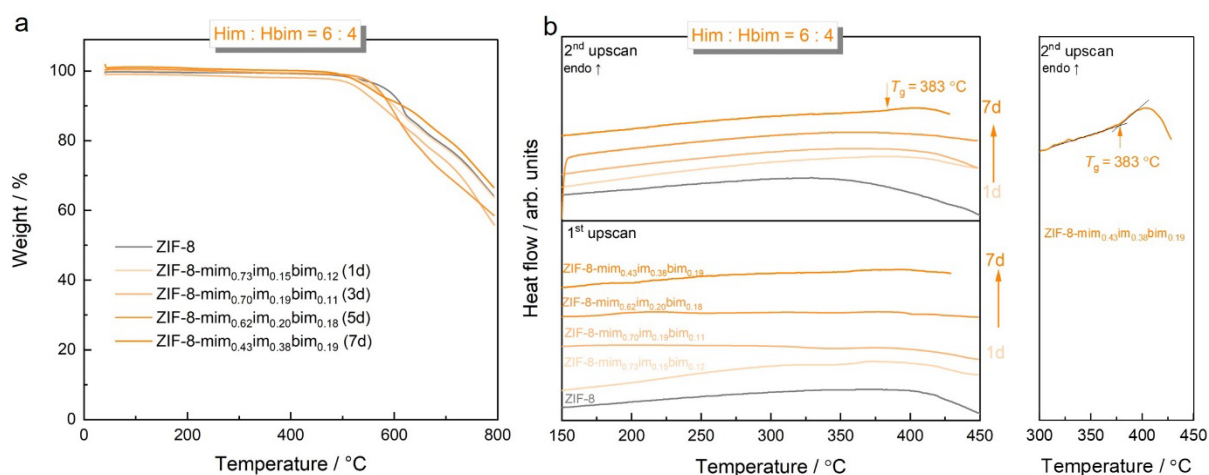 a
Him : Hbim = 6 : 4
Weight / %
100
80
60
40
20
0
ZIF-8
ZIF-8-mim0.73im0.15bim0.12 (1d)
ZIF-8-mim0.70im0.19bim0.11 (3d)
ZIF-8-mim0.62im0.20bim0.18 (5d)
ZIF-8-mim0.43im0.38bim0.19 (7d)
0 200 400 600 800
Temperature / °C
b
Him : Hbim = 6 : 4
Heat flow / arb. units
2nd upscan
endo ↑
Tg = 383 °C
7d
1d
1st upscan
ZIF-8-mim0.43im0.38bim0.19
7d
ZIF-8-mim0.62im0.20bim0.18
ZIF-8-mim0.70im0.19bim0.11
1d
ZIF-8-mim0.73im0.15bim0.12
ZIF-8
150 200 250 300 350 400 450
Temperature / °C
2nd upscan
endo ↑
Tg = 383 °C
ZIF-8-mim0.43im0.38bim0.19
300 350 400 450
Temperature / °C